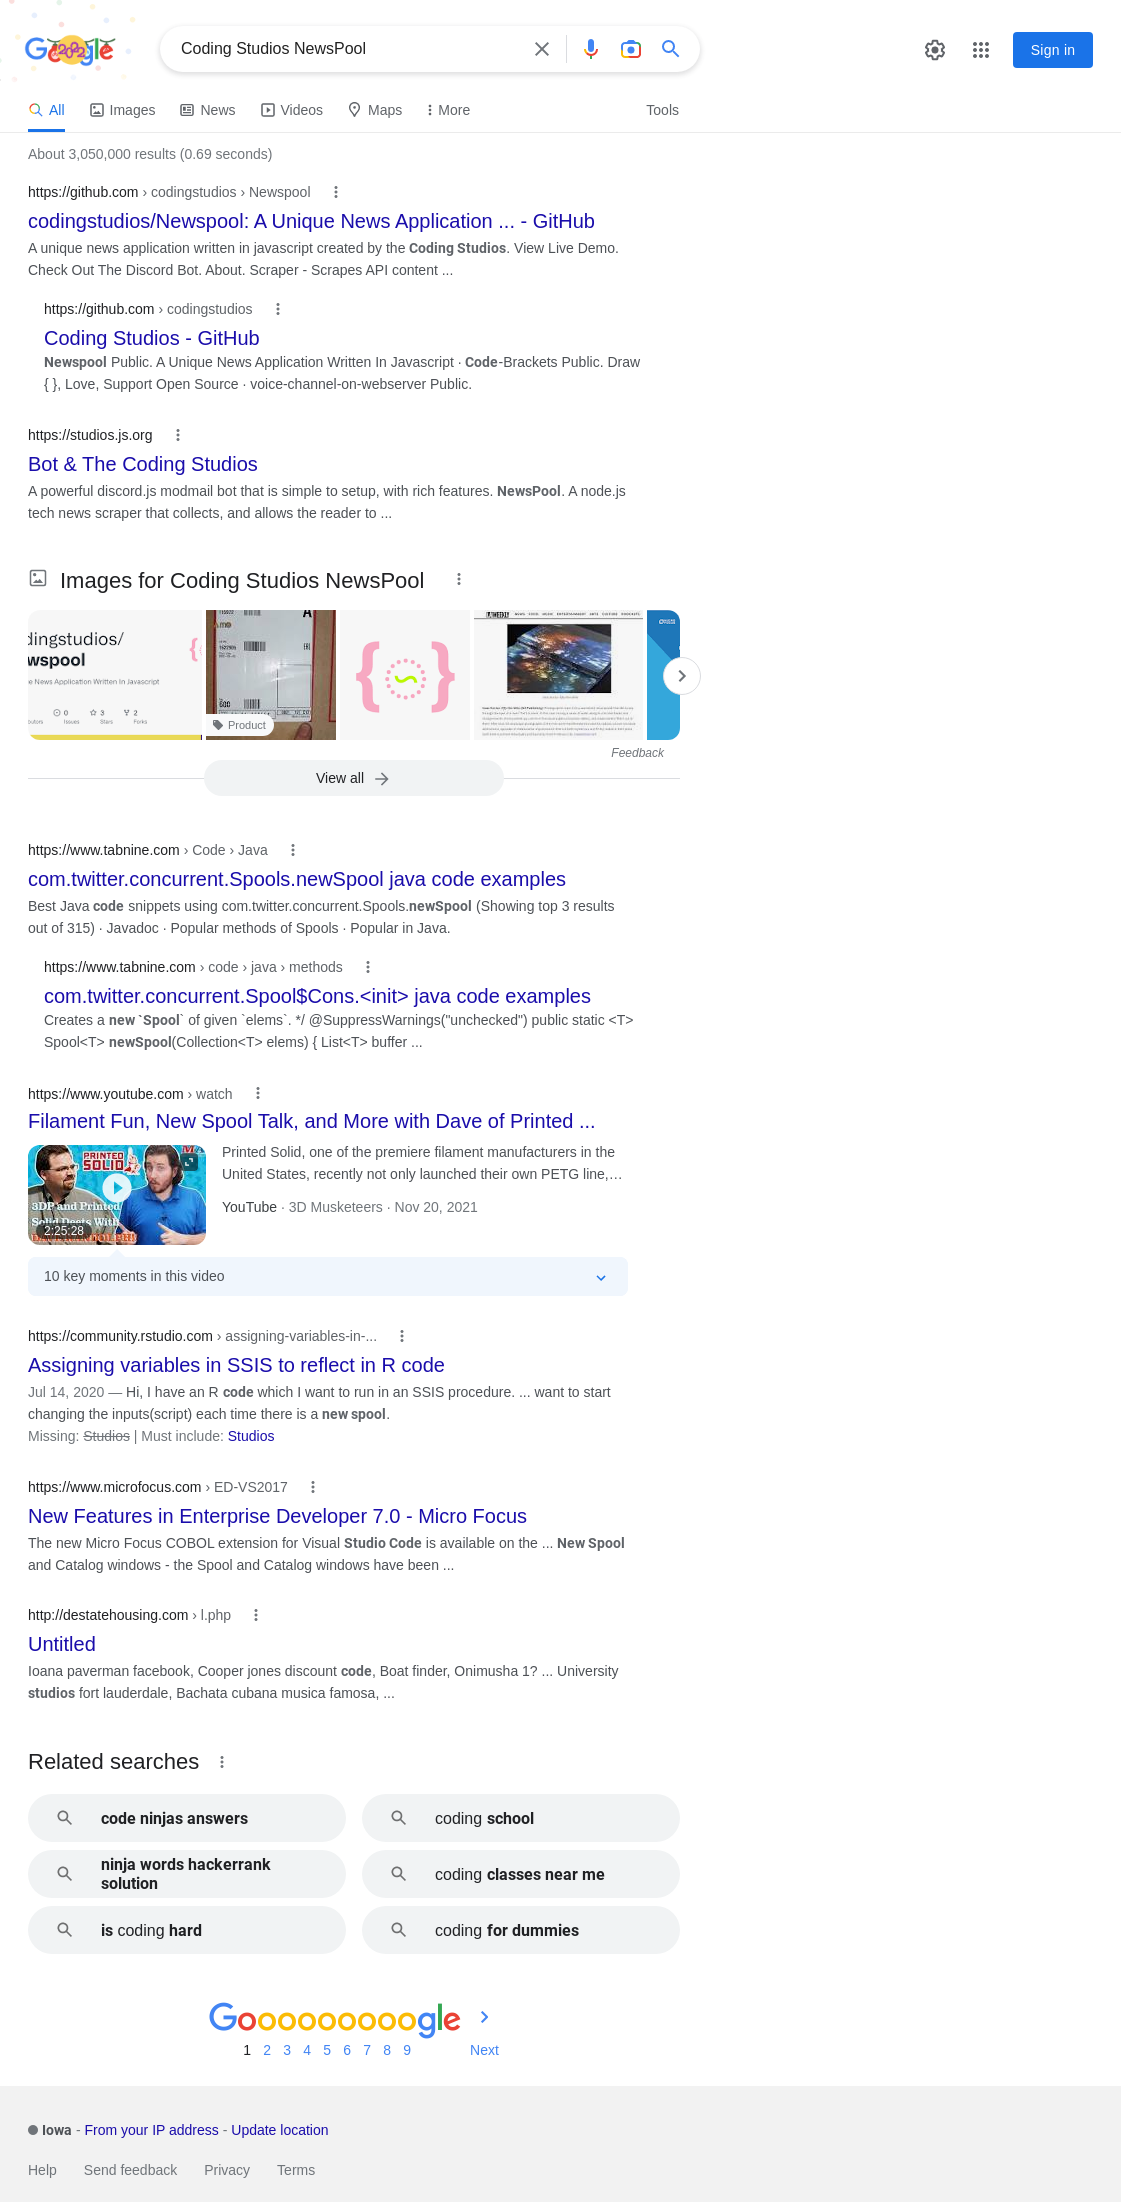 Google
Coding Studios NewsPool
Sign in
All
Images
News
Videos
Maps
More
Tools
About 3,050,000 results (0.69 seconds)
https://github.com › codingstudios › Newspool
codingstudios/Newspool: A Unique News Application ... - GitHub
A unique news application written in javascript created by the Coding Studios. View Live Demo.
Check Out The Discord Bot. About. Scraper - Scrapes API content ...
https://github.com › codingstudios
Coding Studios - GitHub
Newspool Public. A Unique News Application Written In Javascript · Code-Brackets Public. Draw
{ }, Love, Support Open Source · voice-channel-on-webserver Public.
https://studios.js.org
Bot & The Coding Studios
A powerful discord.js modmail bot that is simple to setup, with rich features. NewsPool. A node.js
tech news scraper that collects, and allows the reader to ...
Images for Coding Studios NewsPool
dingstudios/
wspool
e News Application Written In Javascript
0
3
2
Issues
Stars
Forks
Product
Feedback
View all
https://www.tabnine.com › Code › Java
com.twitter.concurrent.Spools.newSpool java code examples
Best Java code snippets using com.twitter.concurrent.Spools.newSpool (Showing top 3 results
out of 315) · Javadoc · Popular methods of Spools · Popular in Java.
https://www.tabnine.com › code › java › methods
com.twitter.concurrent.Spool$Cons.<init> java code examples
Creates a new `Spool` of given `elems`. */ @SuppressWarnings("unchecked") public static <T>
Spool<T> newSpool(Collection<T> elems) { List<T> buffer ...
https://www.youtube.com › watch
Filament Fun, New Spool Talk, and More with Dave of Printed ...
Printed Solid, one of the premiere filament manufacturers in the
United States, recently not only launched their own PETG line,…
YouTube · 3D Musketeers · Nov 20, 2021
PRINTED
SOLID
3DP and Printed
Solid Deets With
2:25:28
10 key moments in this video
https://community.rstudio.com › assigning-variables-in-...
Assigning variables in SSIS to reflect in R code
Jul 14, 2020 — Hi, I have an R code which I want to run in an SSIS procedure. ... want to start
changing the inputs(script) each time there is a new spool.
Missing: Studios | Must include: Studios
https://www.microfocus.com › ED-VS2017
New Features in Enterprise Developer 7.0 - Micro Focus
The new Micro Focus COBOL extension for Visual Studio Code is available on the ... New Spool
and Catalog windows - the Spool and Catalog windows have been ...
http://destatehousing.com › l.php
Untitled
Ioana paverman facebook, Cooper jones discount code, Boat finder, Onimusha 1? ... University
studios fort lauderdale, Bachata cubana musica famosa, ...
Related searches
code ninjas answers
coding school
ninja words hackerrank
solution
coding classes near me
is coding hard
coding for dummies
Gooooooooogle
1 2 3 4 5 6 7 8 9 Next
Iowa - From your IP address - Update location
Help
Send feedback
Privacy
Terms